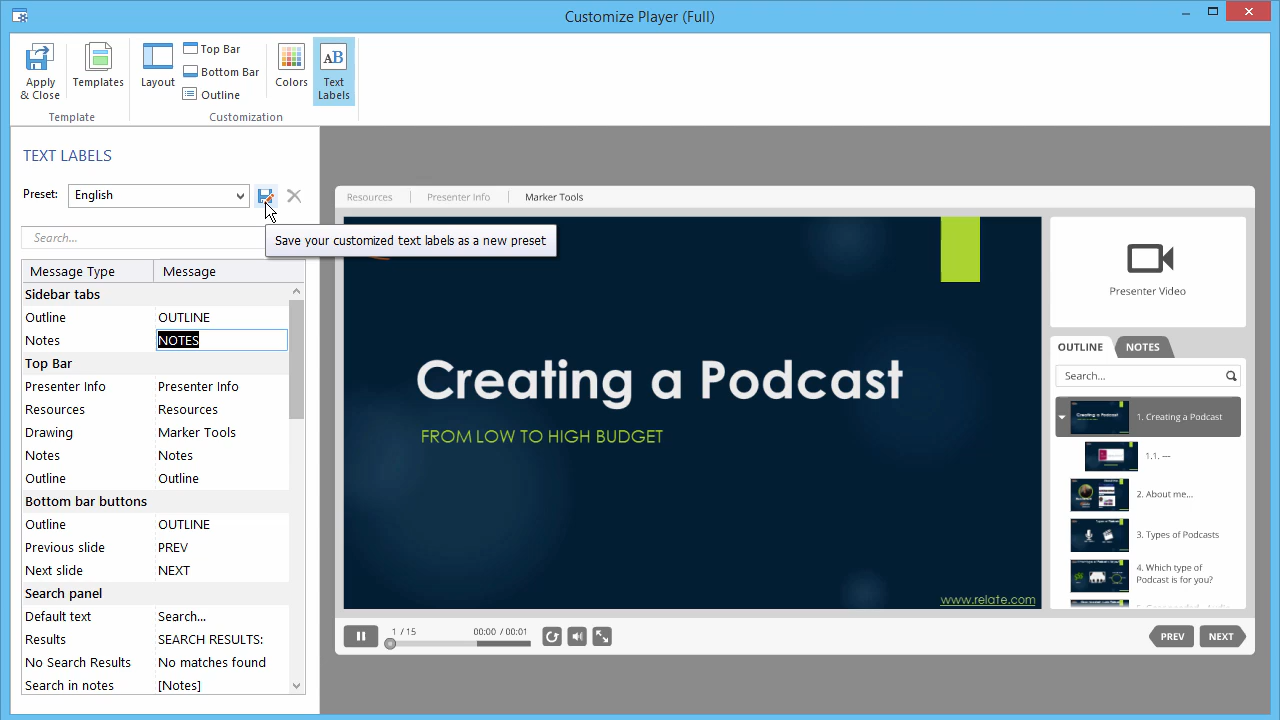 Customize Player (Full)
Apply & Close
Templates
Layout
Top Bar
Bottom Bar
Outline
Colors
AB
Text Labels
Template
Customization
TEXT LABELS
Preset:
English
Search...
Save your customized text labels as a new preset
Message Type Message
Sidebar tabs
Outline OUTLINE
Notes NOTES
Top Bar
Presenter Info Presenter Info
Resources Resources
Drawing Marker Tools
Notes Notes
Outline Outline
Bottom bar buttons
Outline OUTLINE
Previous slide PREV
Next slide NEXT
Search panel
Default text Search...
Results SEARCH RESULTS:
No Search Results No matches found
Search in notes [Notes]
Resources Presenter Info Marker Tools
Creating a Podcast
FROM LOW TO HIGH BUDGET
www.relate.com
Presenter Video
OUTLINE NOTES
Search...
1. Creating a Podcast
1.1. ---
2. About me...
3. Types of Podcasts
4. Which type of
Podcast is for you?
1 / 15 00:00 / 00:01
PREV NEXT